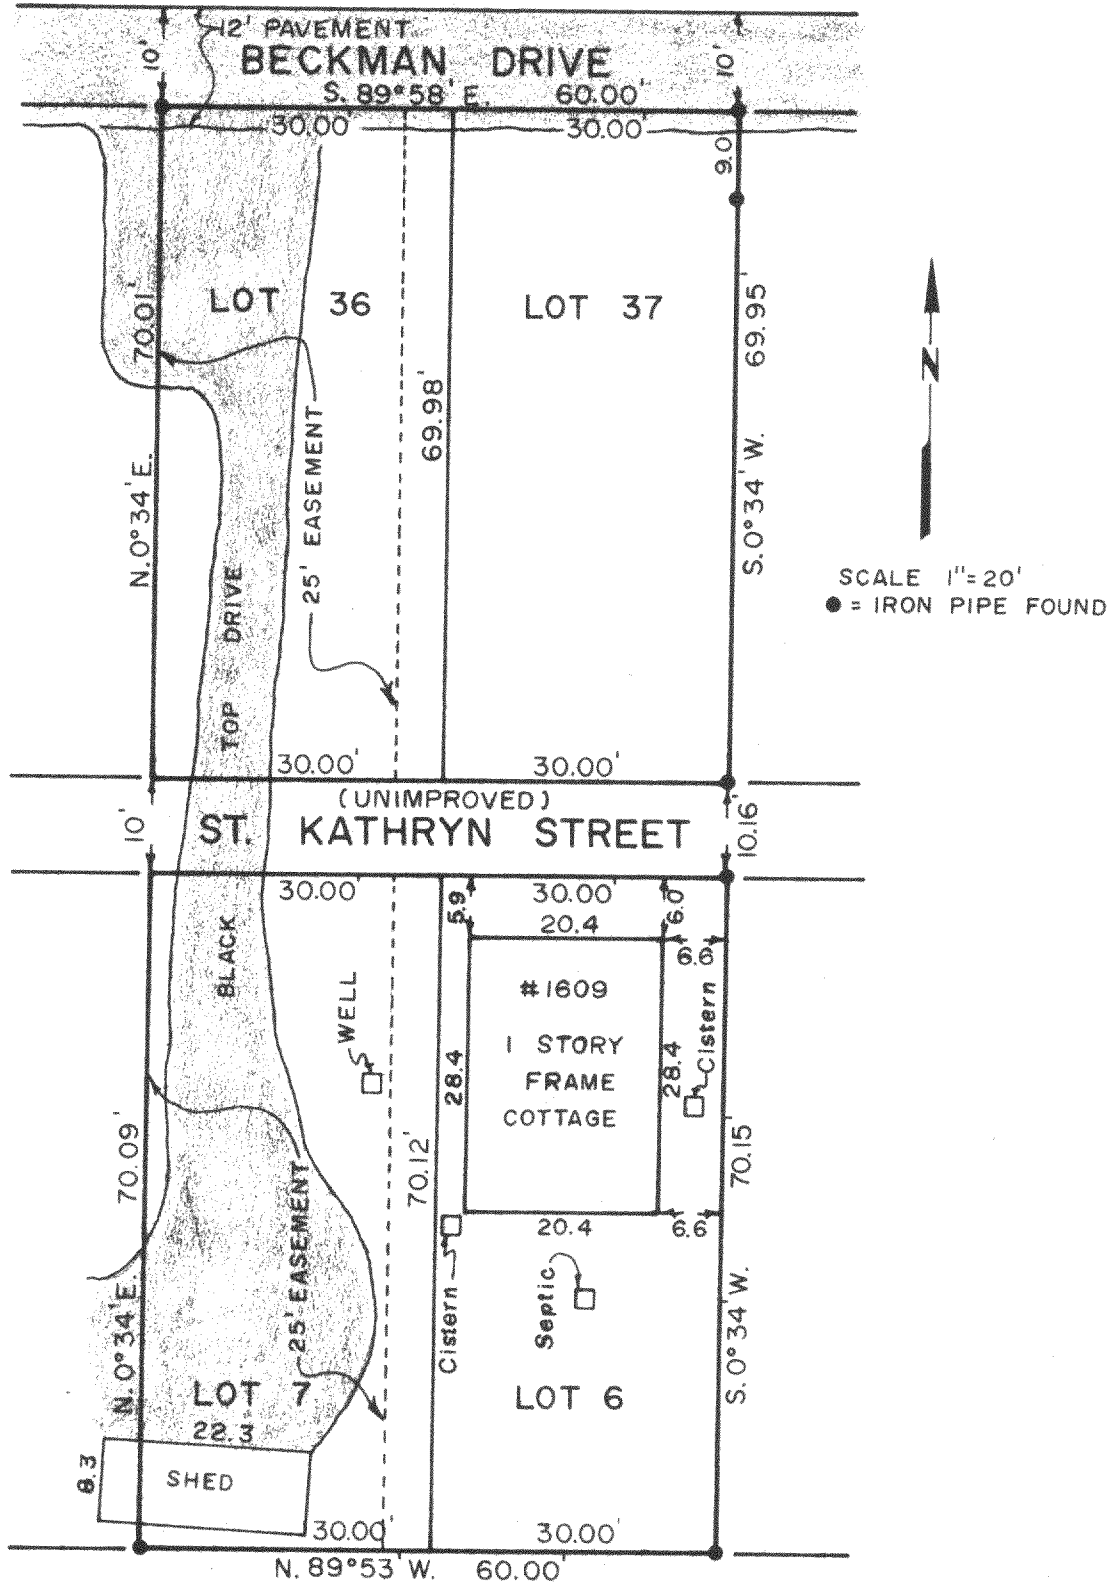 12' PAVEMENT
10'
BECKMAN DRIVE
10'
S. 89°58' E. 60.00'
30.00'
30.00'
9.0
LOT 36
LOT 37
70.01'
69.95'
69.98'
25' EASEMENT
N. 0°34' E.
S. 0°34' W.
N
SCALE 1"=20'
= IRON PIPE FOUND
BLACK TOP DRIVE
30.00'
30.00'
(UNIMPROVED)
10'
ST. KATHRYN STREET
10.16'
30.00'
5.9
30.00'
6.0
20.4
6.6
#1609
1 STORY
FRAME
COTTAGE
WELL
28.4
28.4
Cistern
70.09'
70.12'
70.15'
20.4
6.6
25' EASEMENT
Cistern
Septic
N. 0°34' E.
S. 0°34' W.
LOT 7
LOT 6
22.3
8.3
SHED
30.00'
30.00'
N. 89°53' W. 60.00'